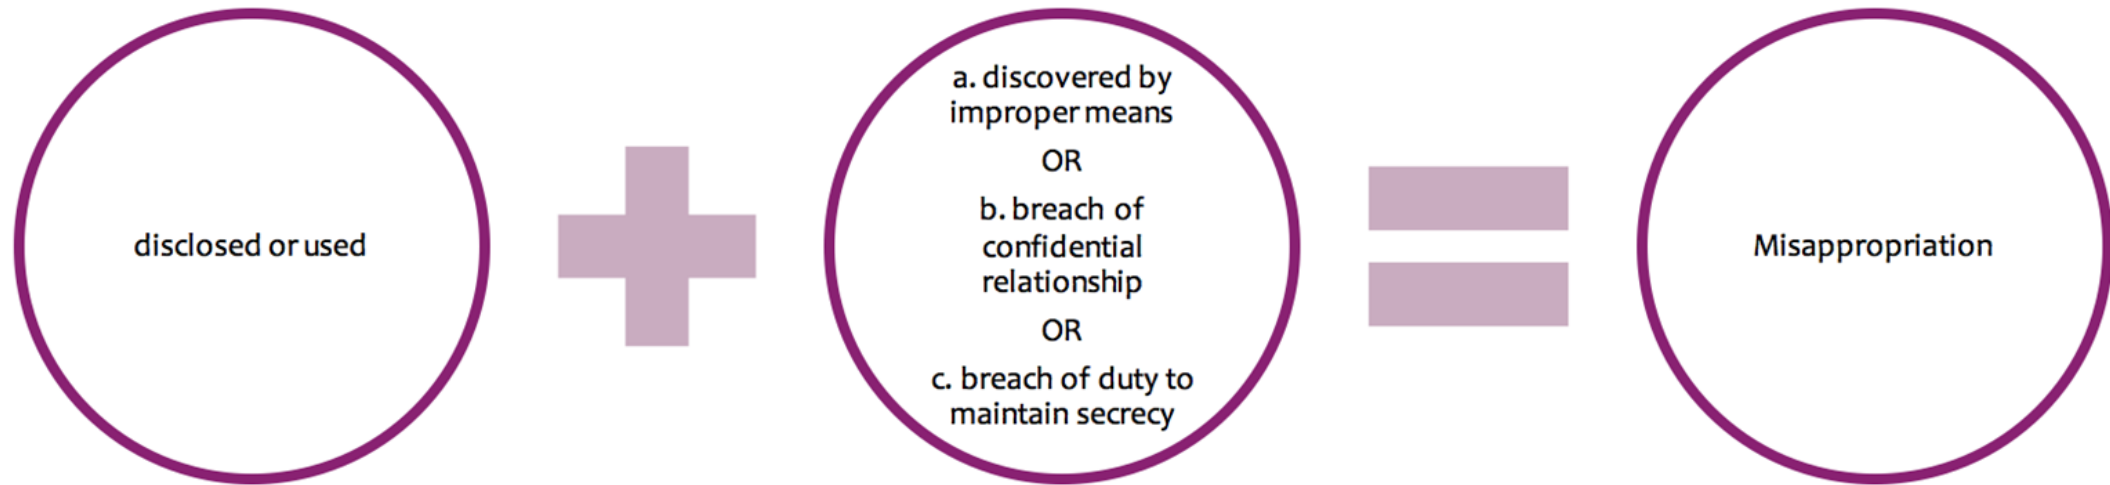 disclosed or used
a. discovered by
improper means
OR
b. breach of
confidential
relationship
OR
c. breach of duty to
maintain secrecy
Misappropriation